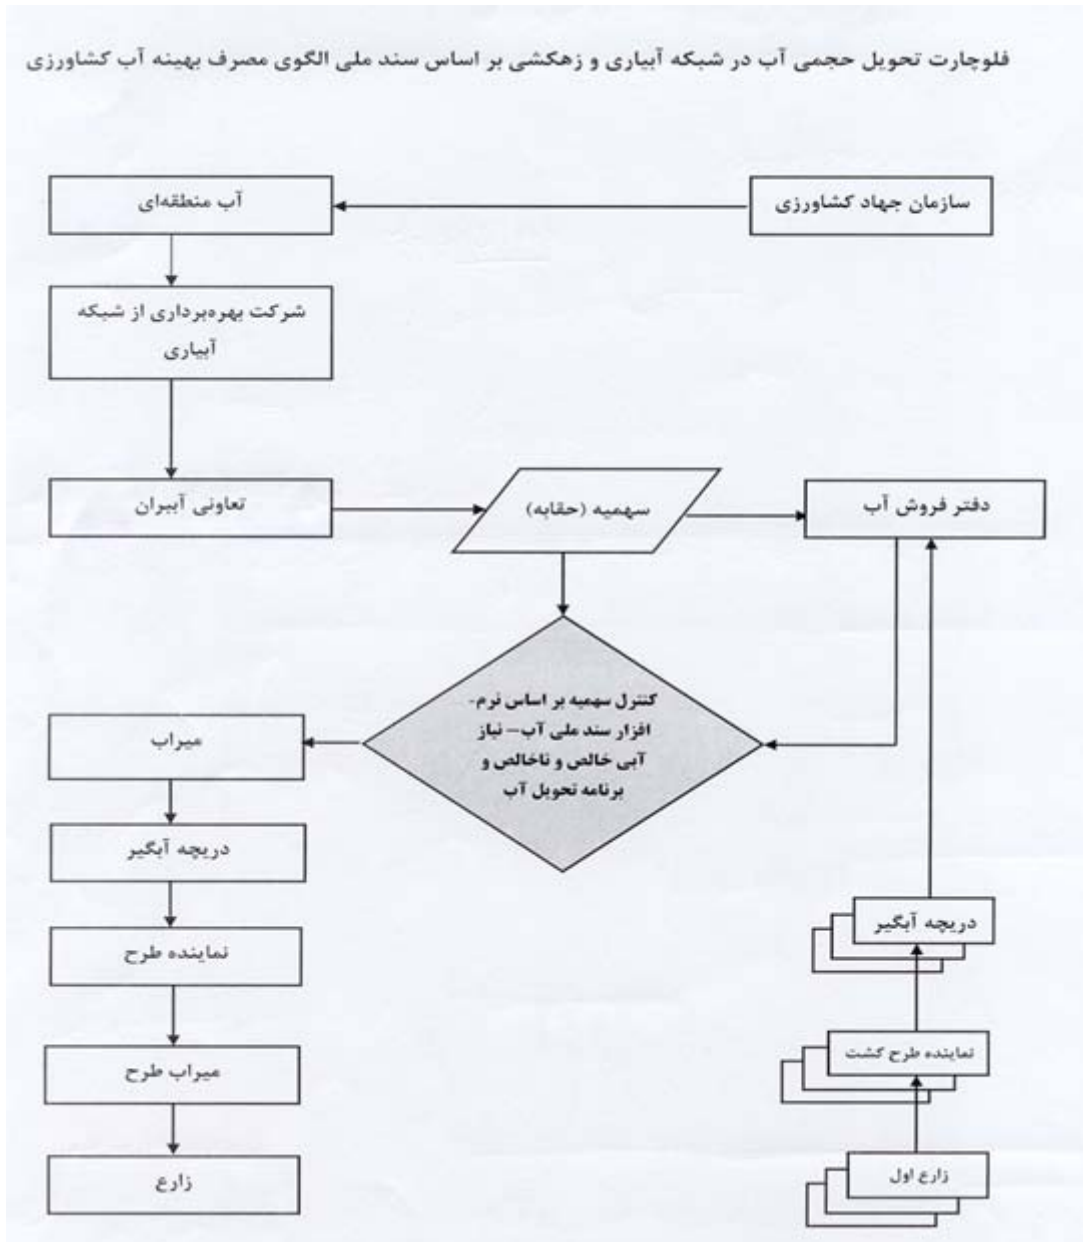 فلوچارت تحویل حجمی آب در شبکه آبیاری و زهکشی بر اساس سند ملی الگوی مصرف بهینه آب کشاورزی
سازمان جهاد کشاورزی
آب منطقه‌ای
شرکت بهره‌برداری از شبکه
آبیاری
تعاونی آببران
سهمیه (حقابه)
دفتر فروش آب
کنترل سهمیه بر اساس نرم-
افزار سند ملی آب– نیاز
آبی خالص و ناخالص و
برنامه تحویل آب
میراب
دریچه آبگیر
نماینده طرح
میراب طرح
زارع
دریچه آبگیر
نماینده طرح کشت
زارع اول